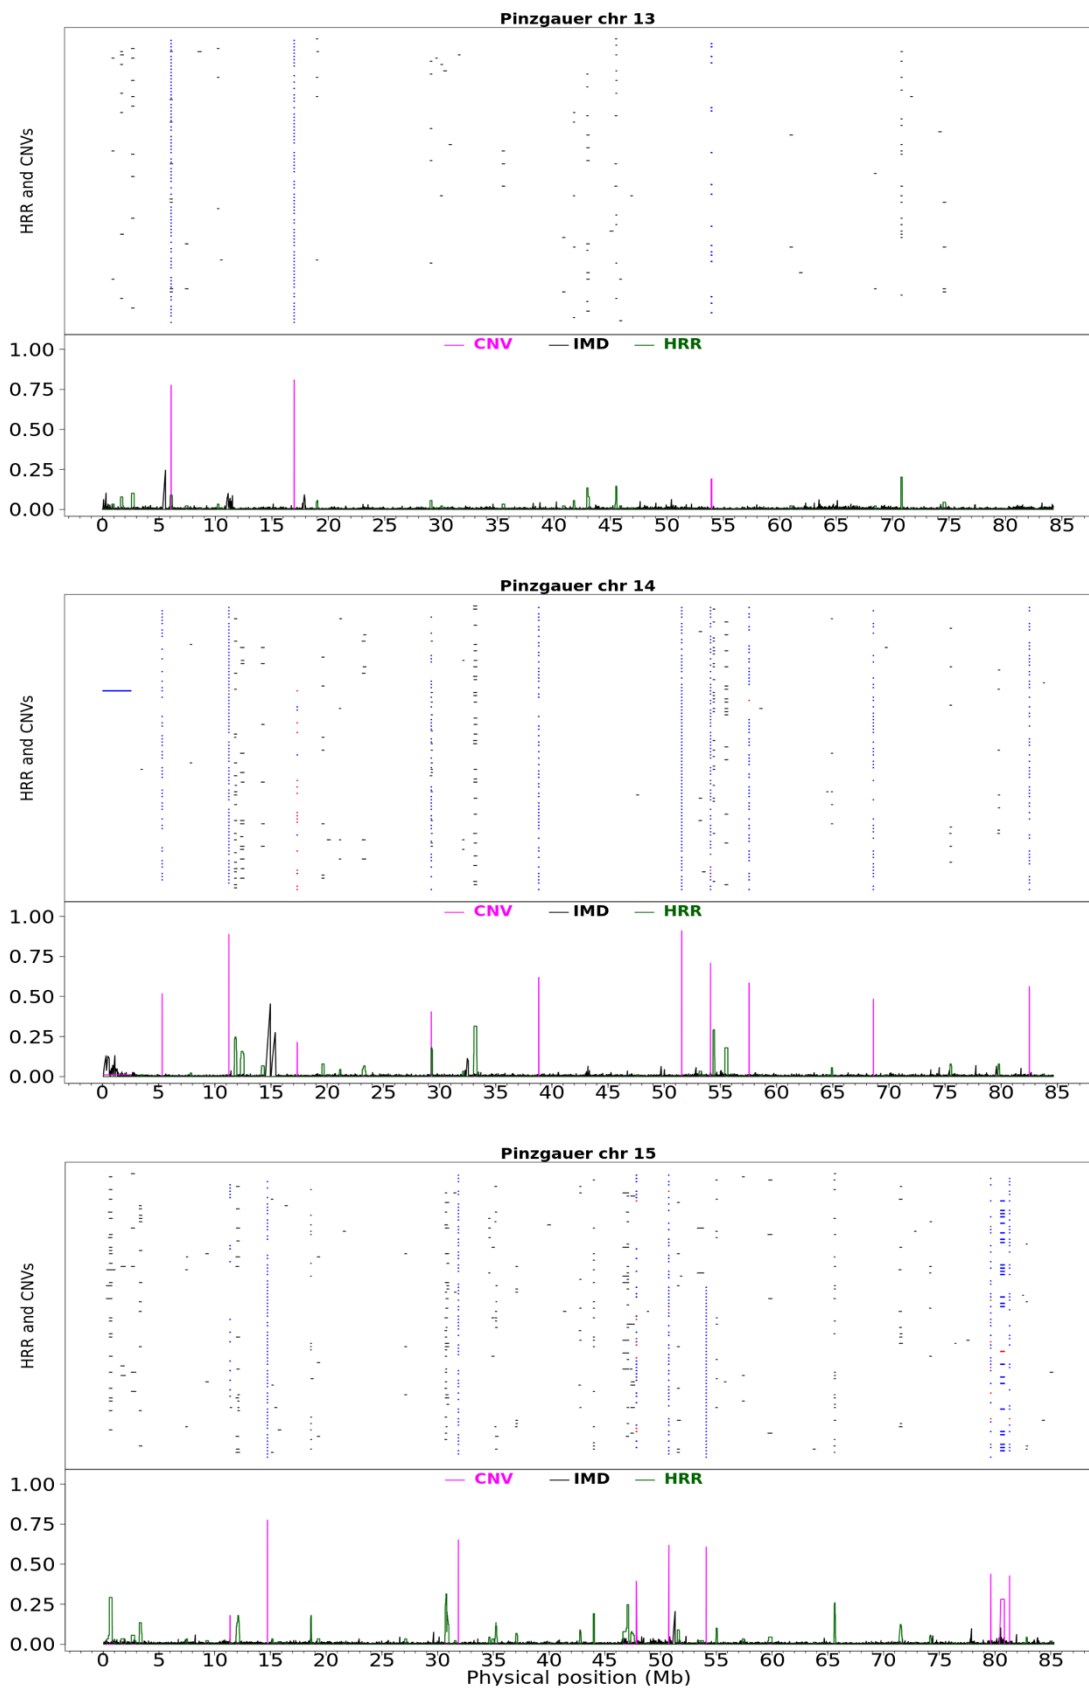 Pinzgauer chr 13
HRR and CNVs
CNV IMD HRR
1.00
0.75
0.50
0.25
0.00
0 5 10 15 20 25 30 35 40 45 50 55 60 65 70 75 80 85
Pinzgauer chr 14
HRR and CNVs
CNV IMD HRR
1.00
0.75
0.50
0.25
0.00
0 5 10 15 20 25 30 35 40 45 50 55 60 65 70 75 80 85
Pinzgauer chr 15
HRR and CNVs
CNV IMD HRR
1.00
0.75
0.50
0.25
0.00
0 5 10 15 20 25 30 35 40 45 50 55 60 65 70 75 80 85
Physical position (Mb)